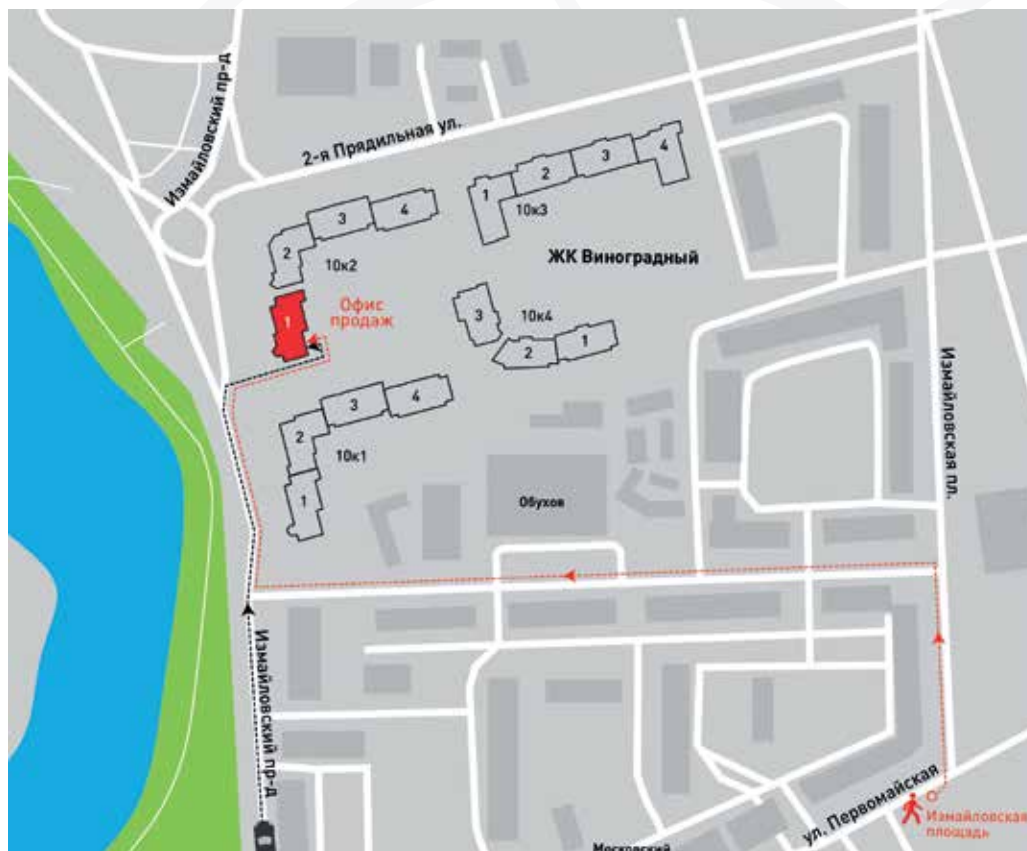 Измайловский пр-д
2-я Прядильная ул.
1
2
3
4
10к3
2
3
4
10к2
ЖК Виноградный
1
Офис
продаж
3
10к4
2
1
Измайловская пл.
2
3
4
10к1
1
Обухов
Измайловский пр-д
ул. Первомайская
Измайловская
площадь
Московский